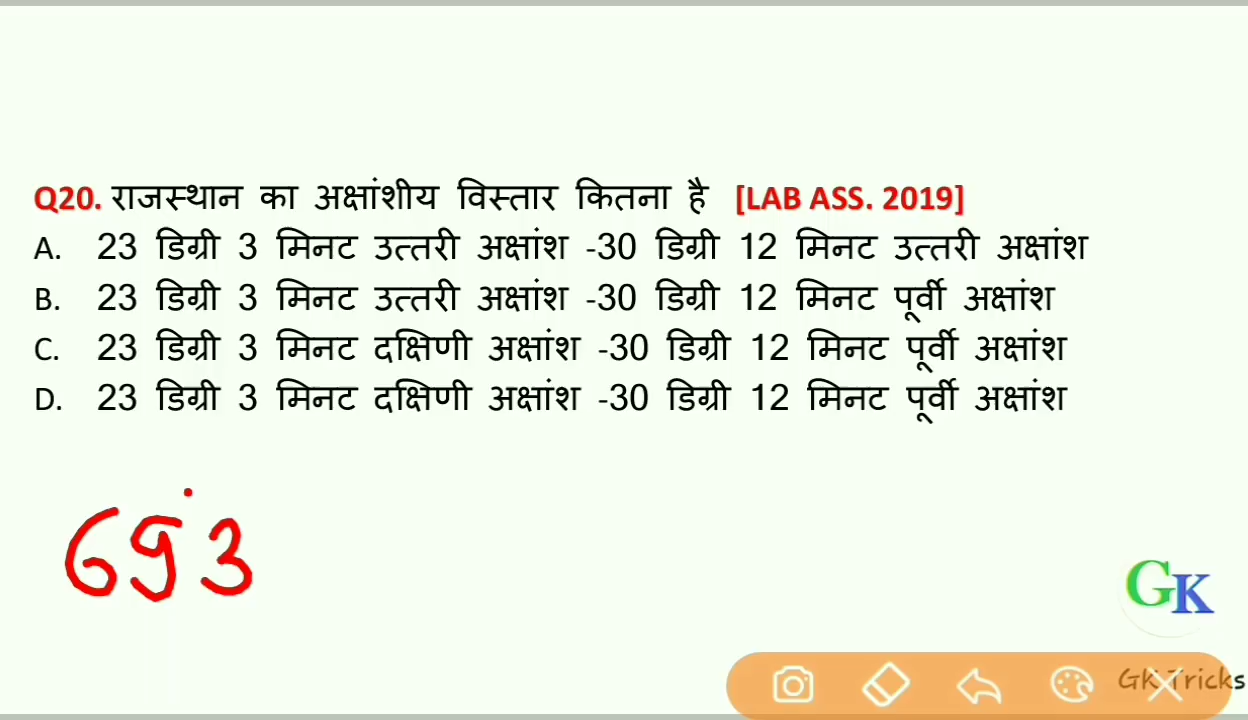 Q20. राजस्थान का अक्षांशीय विस्तार कितना है [LAB ASS. 2019]
A. 23 डिग्री 3 मिनट उत्तरी अक्षांश -30 डिग्री 12 मिनट उत्तरी अक्षांश
B. 23 डिग्री 3 मिनट उत्तरी अक्षांश -30 डिग्री 12 मिनट पूर्वी अक्षांश
C. 23 डिग्री 3 मिनट दक्षिणी अक्षांश -30 डिग्री 12 मिनट पूर्वी अक्षांश
D. 23 डिग्री 3 मिनट दक्षिणी अक्षांश -30 डिग्री 12 मिनट पूर्वी अक्षांश
693
GK
GK Tricks